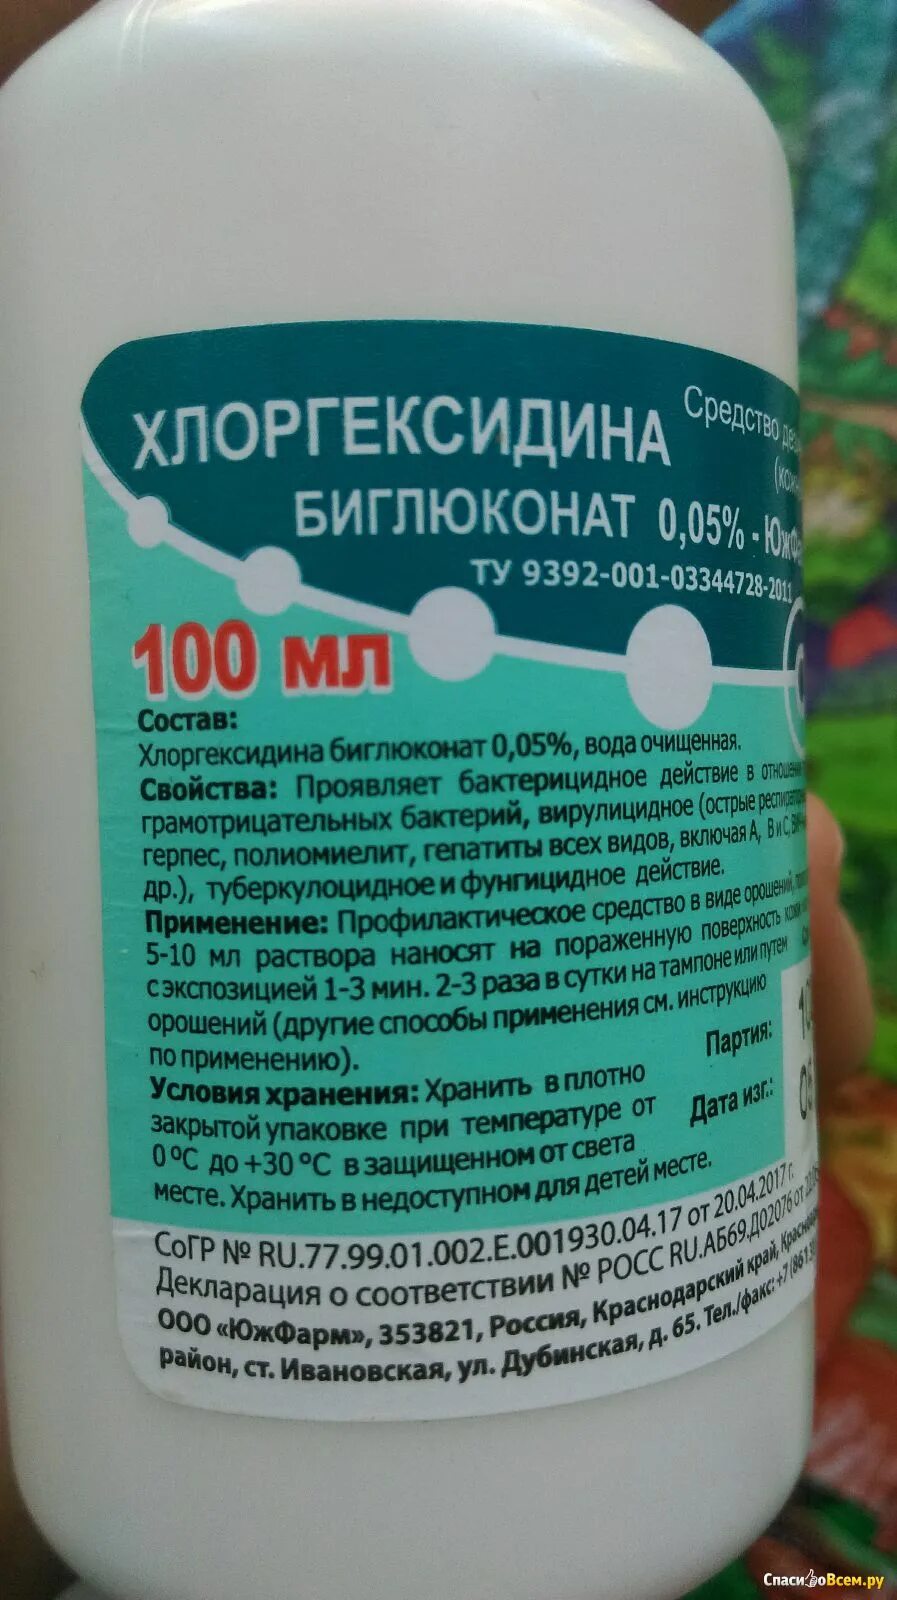 ХЛОРГЕКСИДИНА
Средство
БИГЛЮКОНАТ 0,05% -
ТУ 9392-001-03344728-2011
100 мл
Состав:
Хлоргексидина биглюконат 0,05%, вода очищенная.
Свойства: Проявляет бактерицидное действие в
грамотрицательных бактерий, вирулицидное (острые
герпес, полиомиелит, гепатиты всех видов, включая А, В и С,
др.), туберкулоцидное и фунгицидное действие.
Применение: Профилактическое средство в виде орошений,
5-10 мл раствора наносят на пораженную поверхность кожи
с экспозицией 1-3 мин. 2-3 раза в сутки на тампоне или путем
орошений (другие способы применения см. инструкцию
по применению).
Партия:
Условия хранения: Хранить в плотно
закрытой упаковке при температуре от
Дата изг.:
0 °С до +30 °С в защищенном от света
месте. Хранить в недоступном для детей месте.
СоГР № RU.77.99.01.002.Е.001930.04.17 от 20.04.2017 г.
Декларация о соответствии № РОСС RU.АБ69.Д02076 от
ООО «ЮжФарм», 353821, Россия, Краснодарский край,
район, ст. Ивановская, ул. Дубинская, д. 65. Тел./факс: +7
СпасибоВсем.ру